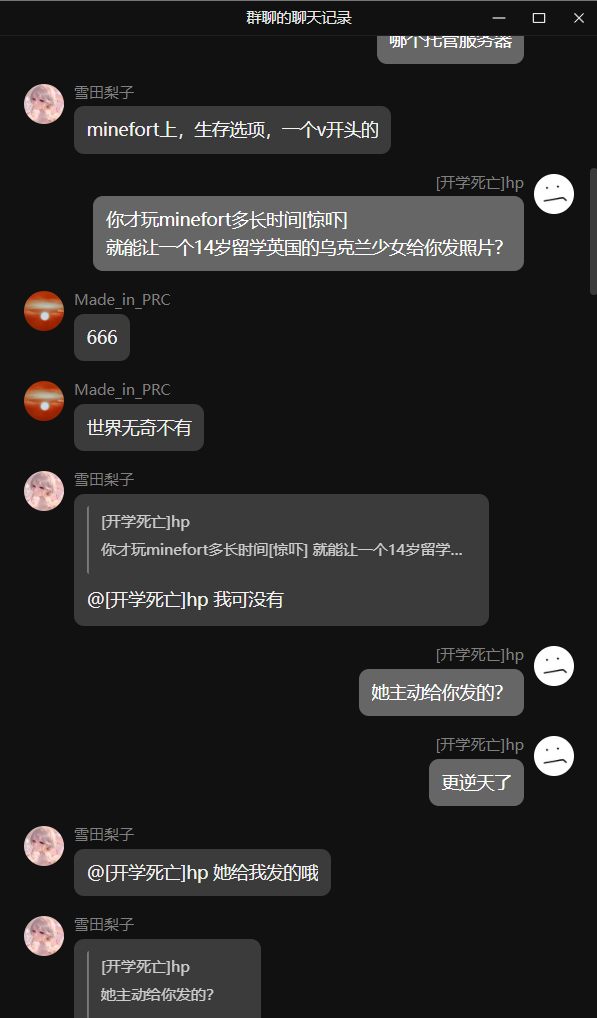 群聊的聊天记录
哪个托管服务器
雪田梨子
minefort上，生存选项，一个v开头的
[开学死亡]hp
你才玩minefort多长时间[惊吓]
就能让一个14岁留学英国的乌克兰少女给你发照片？
Made_in_PRC
666
Made_in_PRC
世界无奇不有
雪田梨子
[开学死亡]hp
你才玩minefort多长时间[惊吓] 就能让一个14岁留学...
@[开学死亡]hp 我可没有
[开学死亡]hp
她主动给你发的？
[开学死亡]hp
更逆天了
雪田梨子
@[开学死亡]hp 她给我发的哦
雪田梨子
[开学死亡]hp
她主动给你发的？